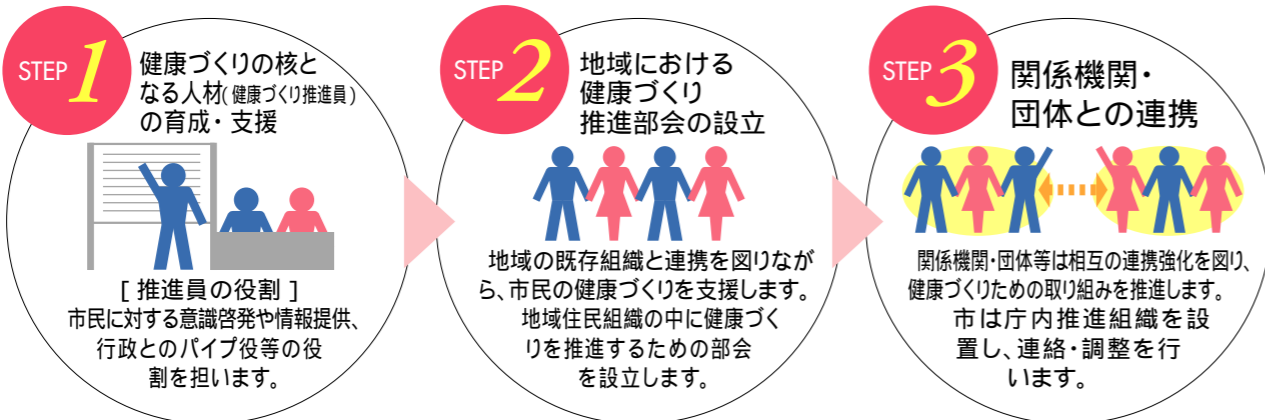 STEP 1
健康づくりの核と
なる人材(健康づくり推進員)
の育成・支援
[ 推進員の役割 ]
市民に対する意識啓発や情報提供、
行政とのパイプ役等の役
割を担います。
STEP 2
地域における
健康づくり
推進部会の設立
地域の既存組織と連携を図りなが
ら、市民の健康づくりを支援します。
地域住民組織の中に健康づく
りを推進するための部会
を設立します。
STEP 3
関係機関・
団体との連携
関係機関・団体等は相互の連携強化を図り、
健康づくりための取り組みを推進します。
市は庁内推進組織を設
置し、連絡・調整を行
います。